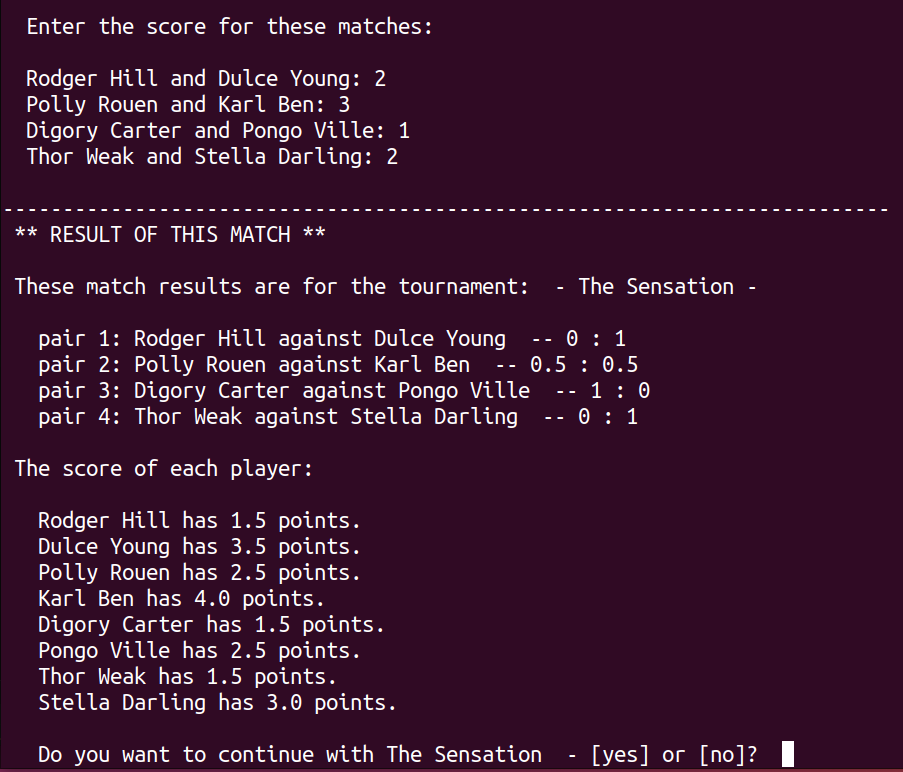 Enter the score for these matches:
Rodger Hill and Dulce Young: 2
Polly Rouen and Karl Ben: 3
Digory Carter and Pongo Ville: 1
Thor Weak and Stella Darling: 2
--------------------------------------------------------------------------
** RESULT OF THIS MATCH **
These match results are for the tournament:  - The Sensation -
pair 1: Rodger Hill against Dulce Young  -- 0 : 1
pair 2: Polly Rouen against Karl Ben  -- 0.5 : 0.5
pair 3: Digory Carter against Pongo Ville  -- 1 : 0
pair 4: Thor Weak against Stella Darling  -- 0 : 1
The score of each player:
Rodger Hill has 1.5 points.
Dulce Young has 3.5 points.
Polly Rouen has 2.5 points.
Karl Ben has 4.0 points.
Digory Carter has 1.5 points.
Pongo Ville has 2.5 points.
Thor Weak has 1.5 points.
Stella Darling has 3.0 points.
Do you want to continue with The Sensation  - [yes] or [no]?